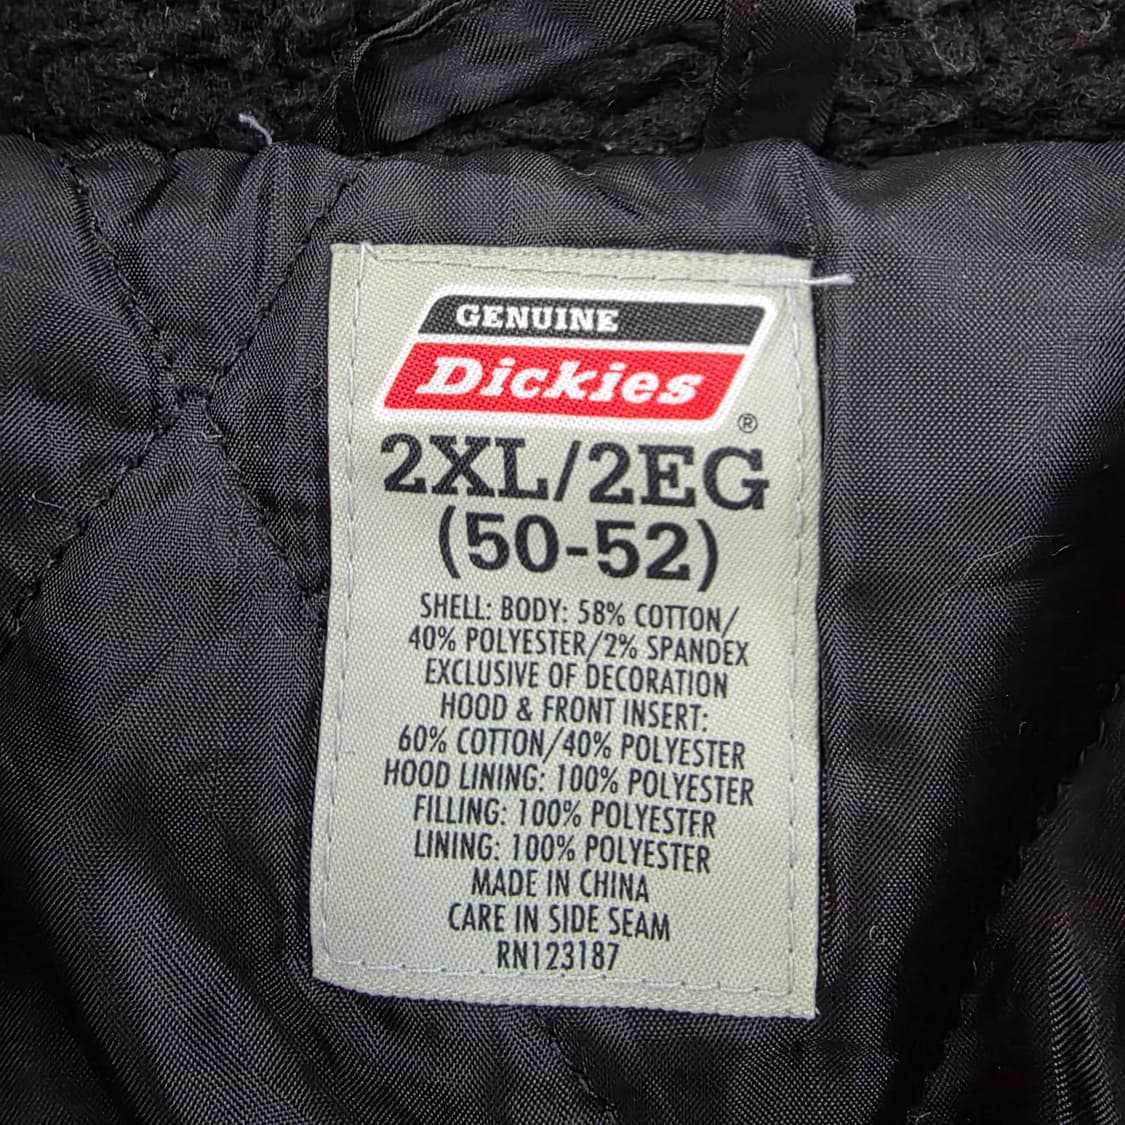 GENUINE
Dickies
®
2XL/2EG
(50-52)
SHELL: BODY: 58% COTTON/
40% POLYESTER/2% SPANDEX
EXCLUSIVE OF DECORATION
HOOD & FRONT INSERT:
60% COTTON/40% POLYESTER
HOOD LINING: 100% POLYESTER
FILLING: 100% POLYESTER
LINING: 100% POLYESTER
MADE IN CHINA
CARE IN SIDE SEAM
RN123187